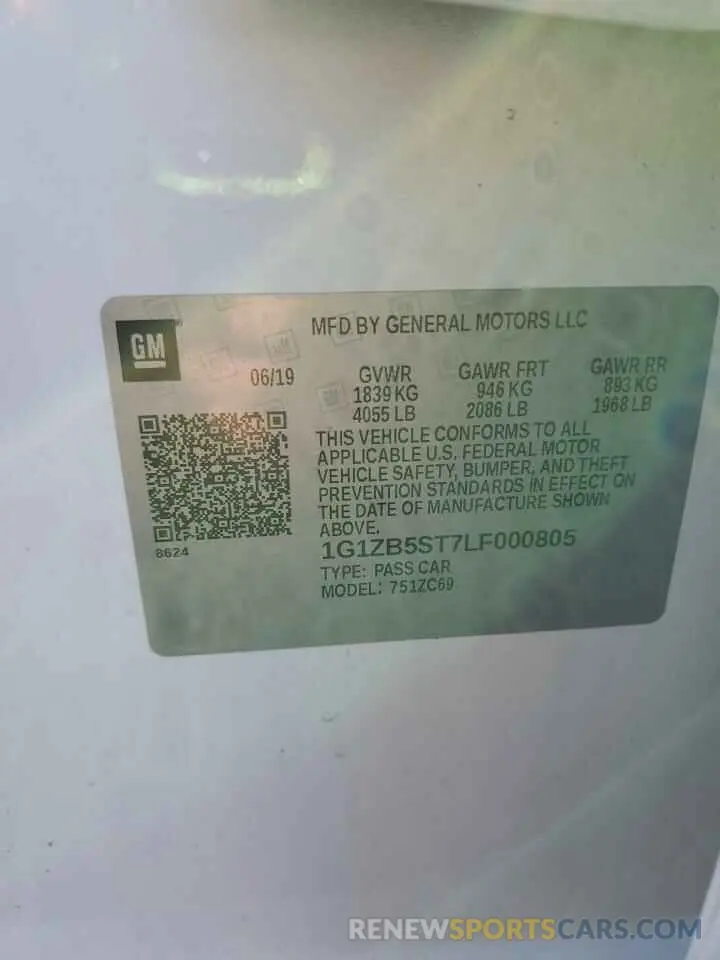 GM
MFD BY GENERAL MOTORS LLC
06/19
GVWR GAWR FRT GAWR RR
1839 KG 946 KG 893 KG
4055 LB 2086 LB 1968 LB
THIS VEHICLE CONFORMS TO ALL
APPLICABLE U.S. FEDERAL MOTOR
VEHICLE SAFETY, BUMPER, AND THEFT
PREVENTION STANDARDS IN EFFECT ON
THE DATE OF MANUFACTURE SHOWN
ABOVE.
8624
1G1ZB5ST7LF000805
TYPE: PASS CAR
MODEL: 751ZC69
RENEWSPORTSCARS.COM